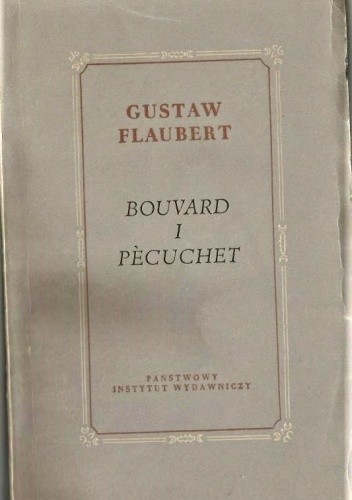 GUSTAW
FLAUBERT
BOUVARD
I
PÈCUCHET
PAŃSTWOWY
INSTYTUT WYDAWNICZY